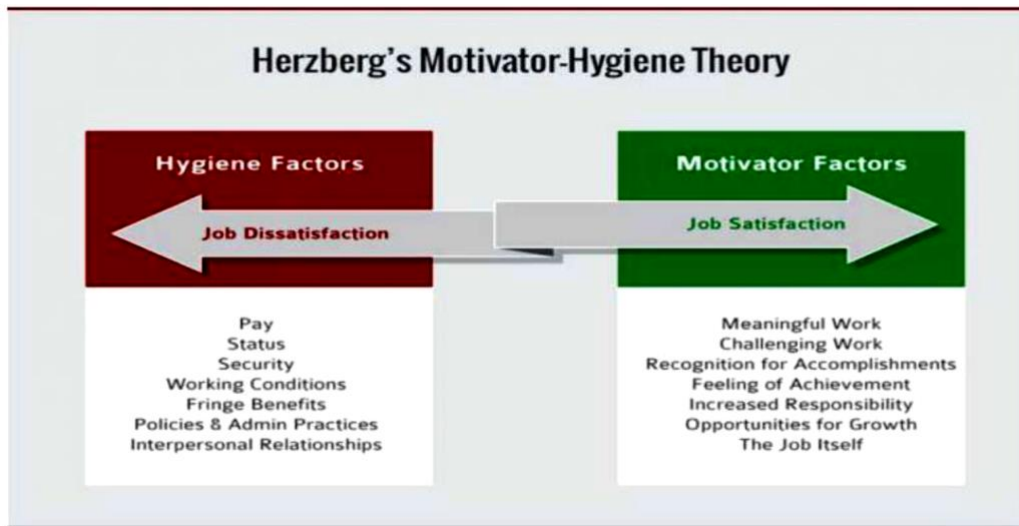 Herzberg's Motivator-Hygiene Theory
Hygiene Factors
Job Dissatisfaction
Pay
Status
Security
Working Conditions
Fringe Benefits
Policies & Admin Practices
Interpersonal Relationships
Motivator Factors
Job Satisfaction
Meaningful Work
Challenging Work
Recognition for Accomplishments
Feeling of Achievement
Increased Responsibility
Opportunities for Growth
The Job Itself